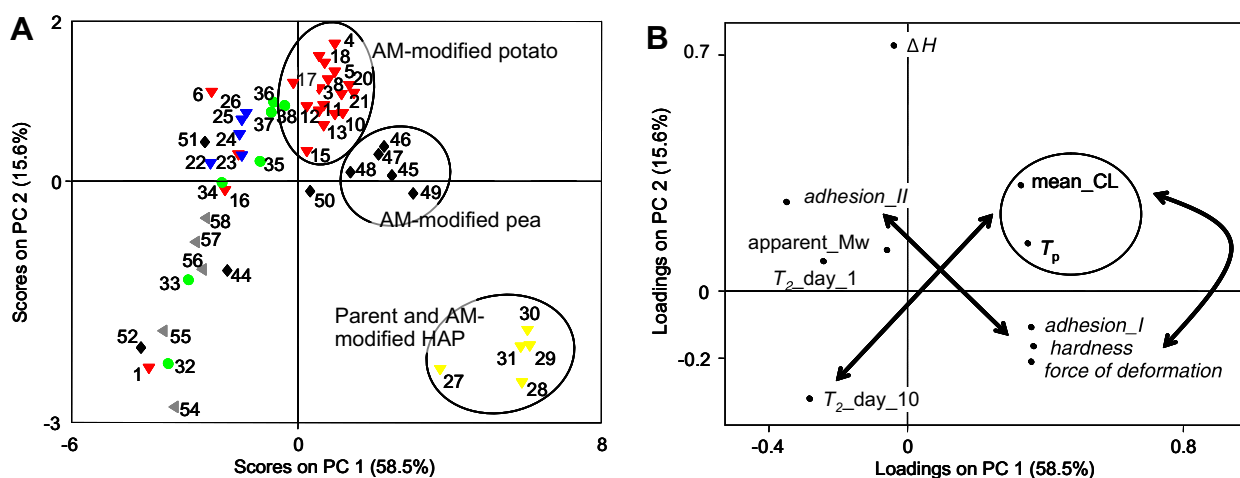 A
2
0
-3
-6
0
8
Scores on PC 2 (15.6%)
Scores on PC 1 (58.5%)
AM-modified potato
AM-modified pea
Parent and AM-
modified HAP
4
18
5
17
8
20
3
21
12
11
10
13
15
6
26
36
25
37
38
51
24
22
23
35
34
16
46
47
48
45
49
50
58
57
56
44
33
55
52
1
32
54
30
31
29
27
28
B
0.7
0
-0.2
-0.4
0
0.8
Loadings on PC 2 (15.6%)
Loadings on PC 1 (58.5%)
ΔH
adhesion_II
mean_CL
apparent_Mw
Tp
T2_day_1
adhesion_I
hardness
force of deformation
T2_day_10